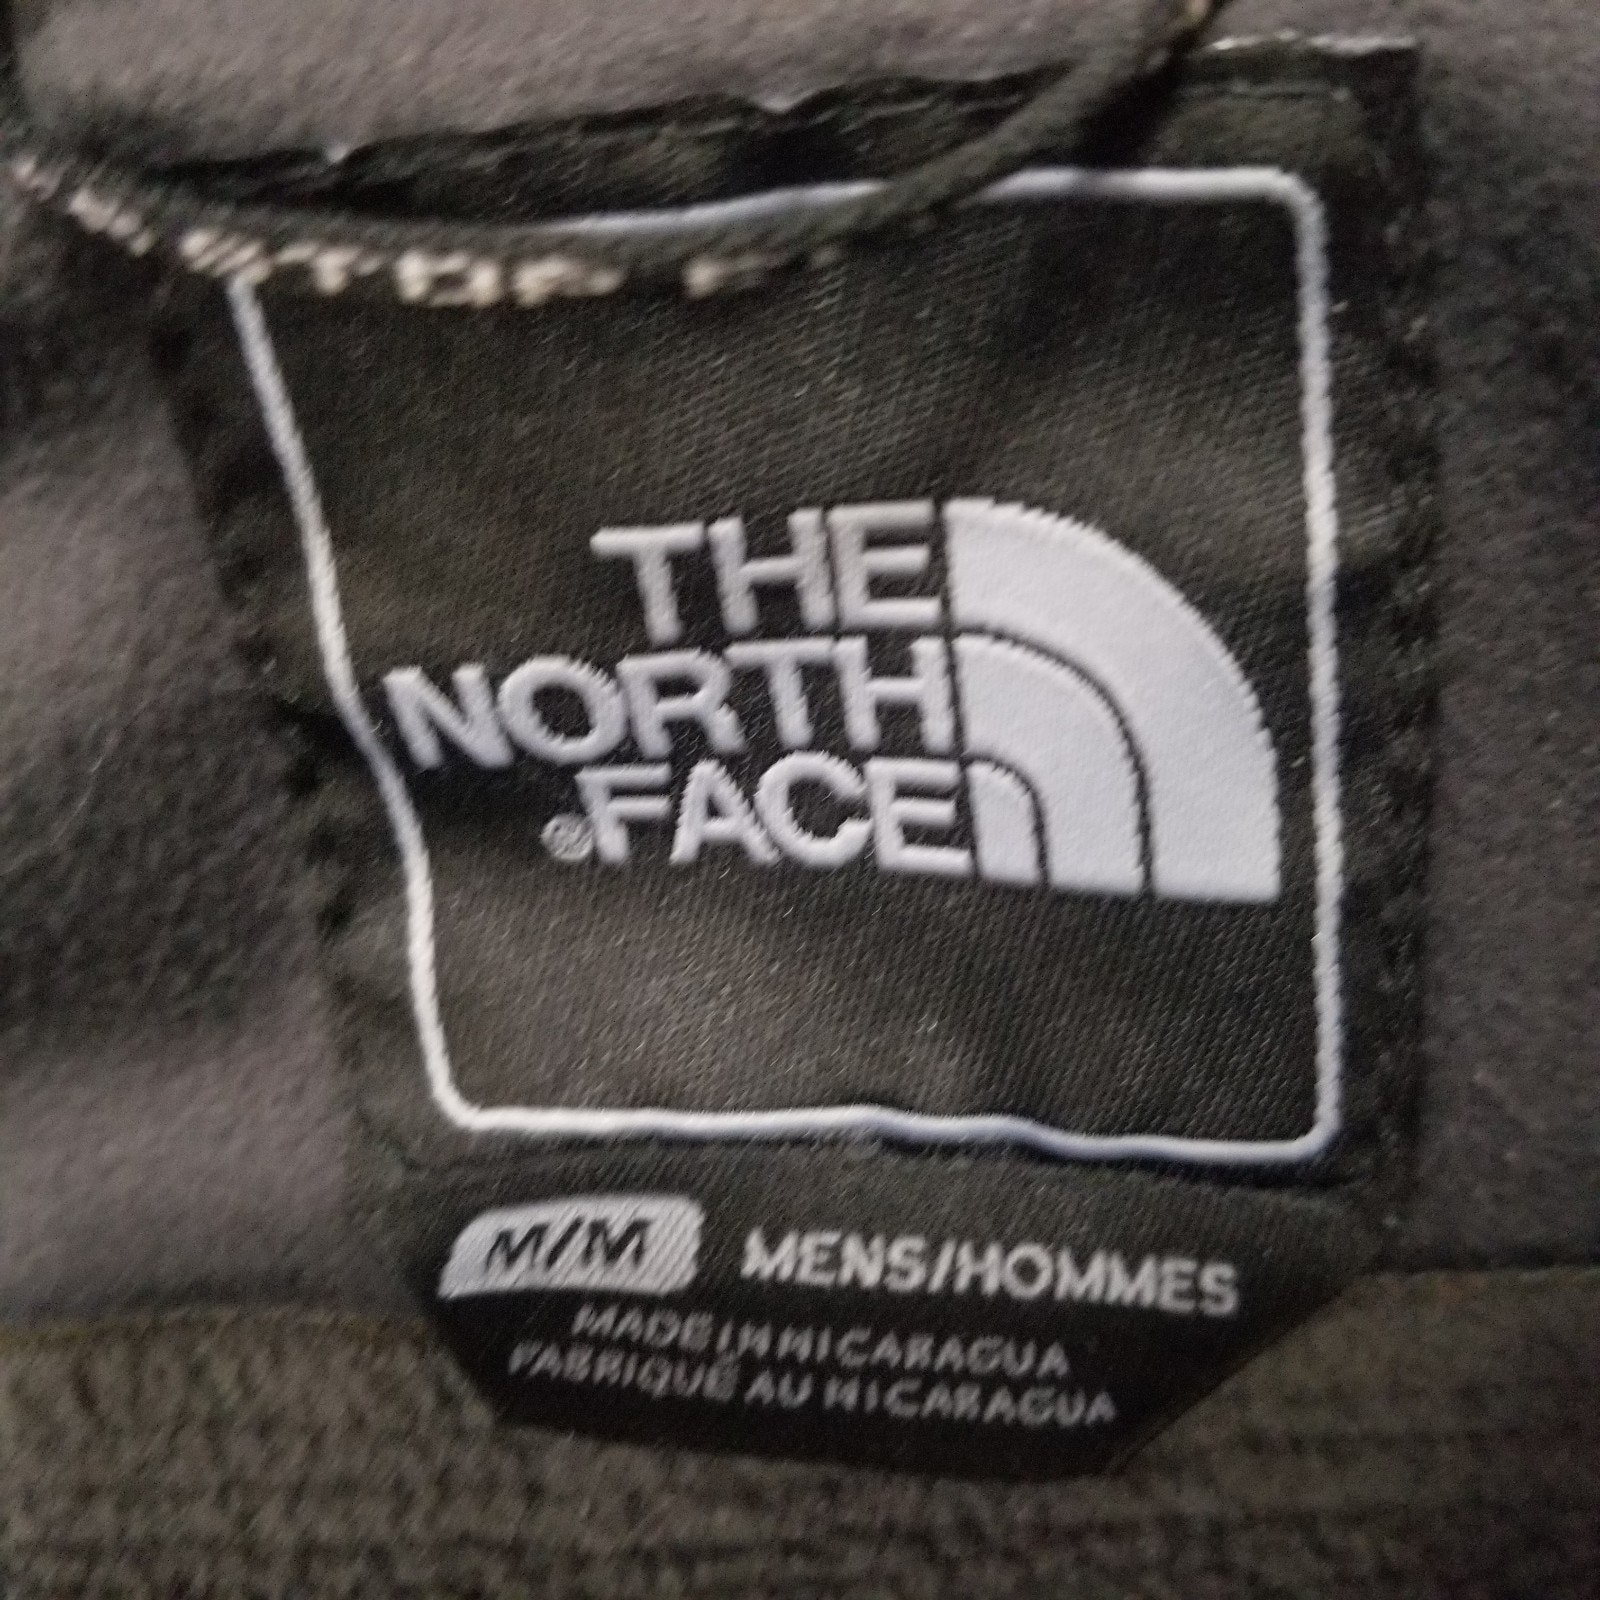 THE
NORTH
®FACE
M/M MENS/HOMMES
MADE IN NICARAGUA
FABRIQUÉ AU NICARAGUA